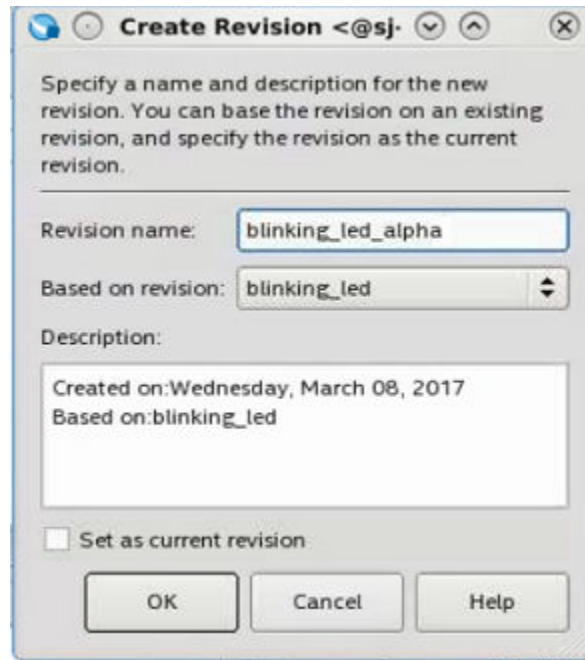 Create Revision <@sj-
Specify a name and description for the new
revision. You can base the revision on an existing
revision, and specify the revision as the current
revision.
Revision name: blinking_led_alpha
Based on revision: blinking_led
Description:
Created on:Wednesday, March 08, 2017
Based on:blinking_led
Set as current revision
OK Cancel Help